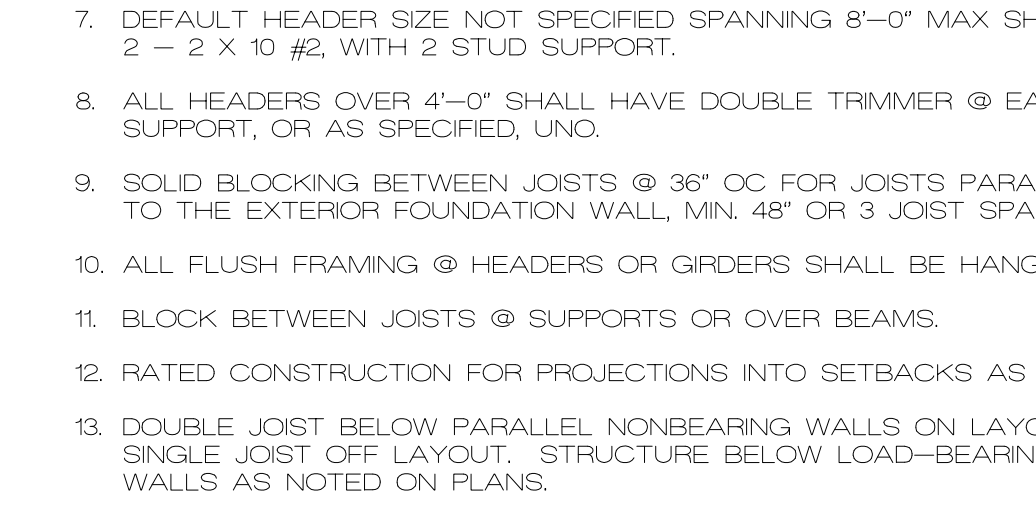 7. DEFAULT HEADER SIZE NOT SPECIFIED SPANNING 8'-0" MAX SH
2 - 2 X 10 #2, WITH 2 STUD SUPPORT.
8. ALL HEADERS OVER 4'-0" SHALL HAVE DOUBLE TRIMMER @ EA
SUPPORT, OR AS SPECIFIED, UNO.
9. SOLID BLOCKING BETWEEN JOISTS @ 36" OC FOR JOISTS PARA
TO THE EXTERIOR FOUNDATION WALL, MIN. 48" OR 3 JOIST SPA
10. ALL FLUSH FRAMING @ HEADERS OR GIRDERS SHALL BE HANG
11. BLOCK BETWEEN JOISTS @ SUPPORTS OR OVER BEAMS.
12. RATED CONSTRUCTION FOR PROJECTIONS INTO SETBACKS AS
13. DOUBLE JOIST BELOW PARALLEL NONBEARING WALLS ON LAYO
SINGLE JOIST OFF LAYOUT. STRUCTURE BELOW LOAD-BEARIN
WALLS AS NOTED ON PLANS.